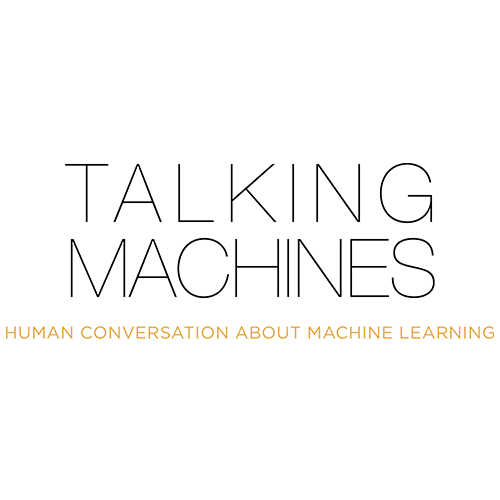 TALKING
MACHINES
HUMAN CONVERSATION ABOUT MACHINE LEARNING